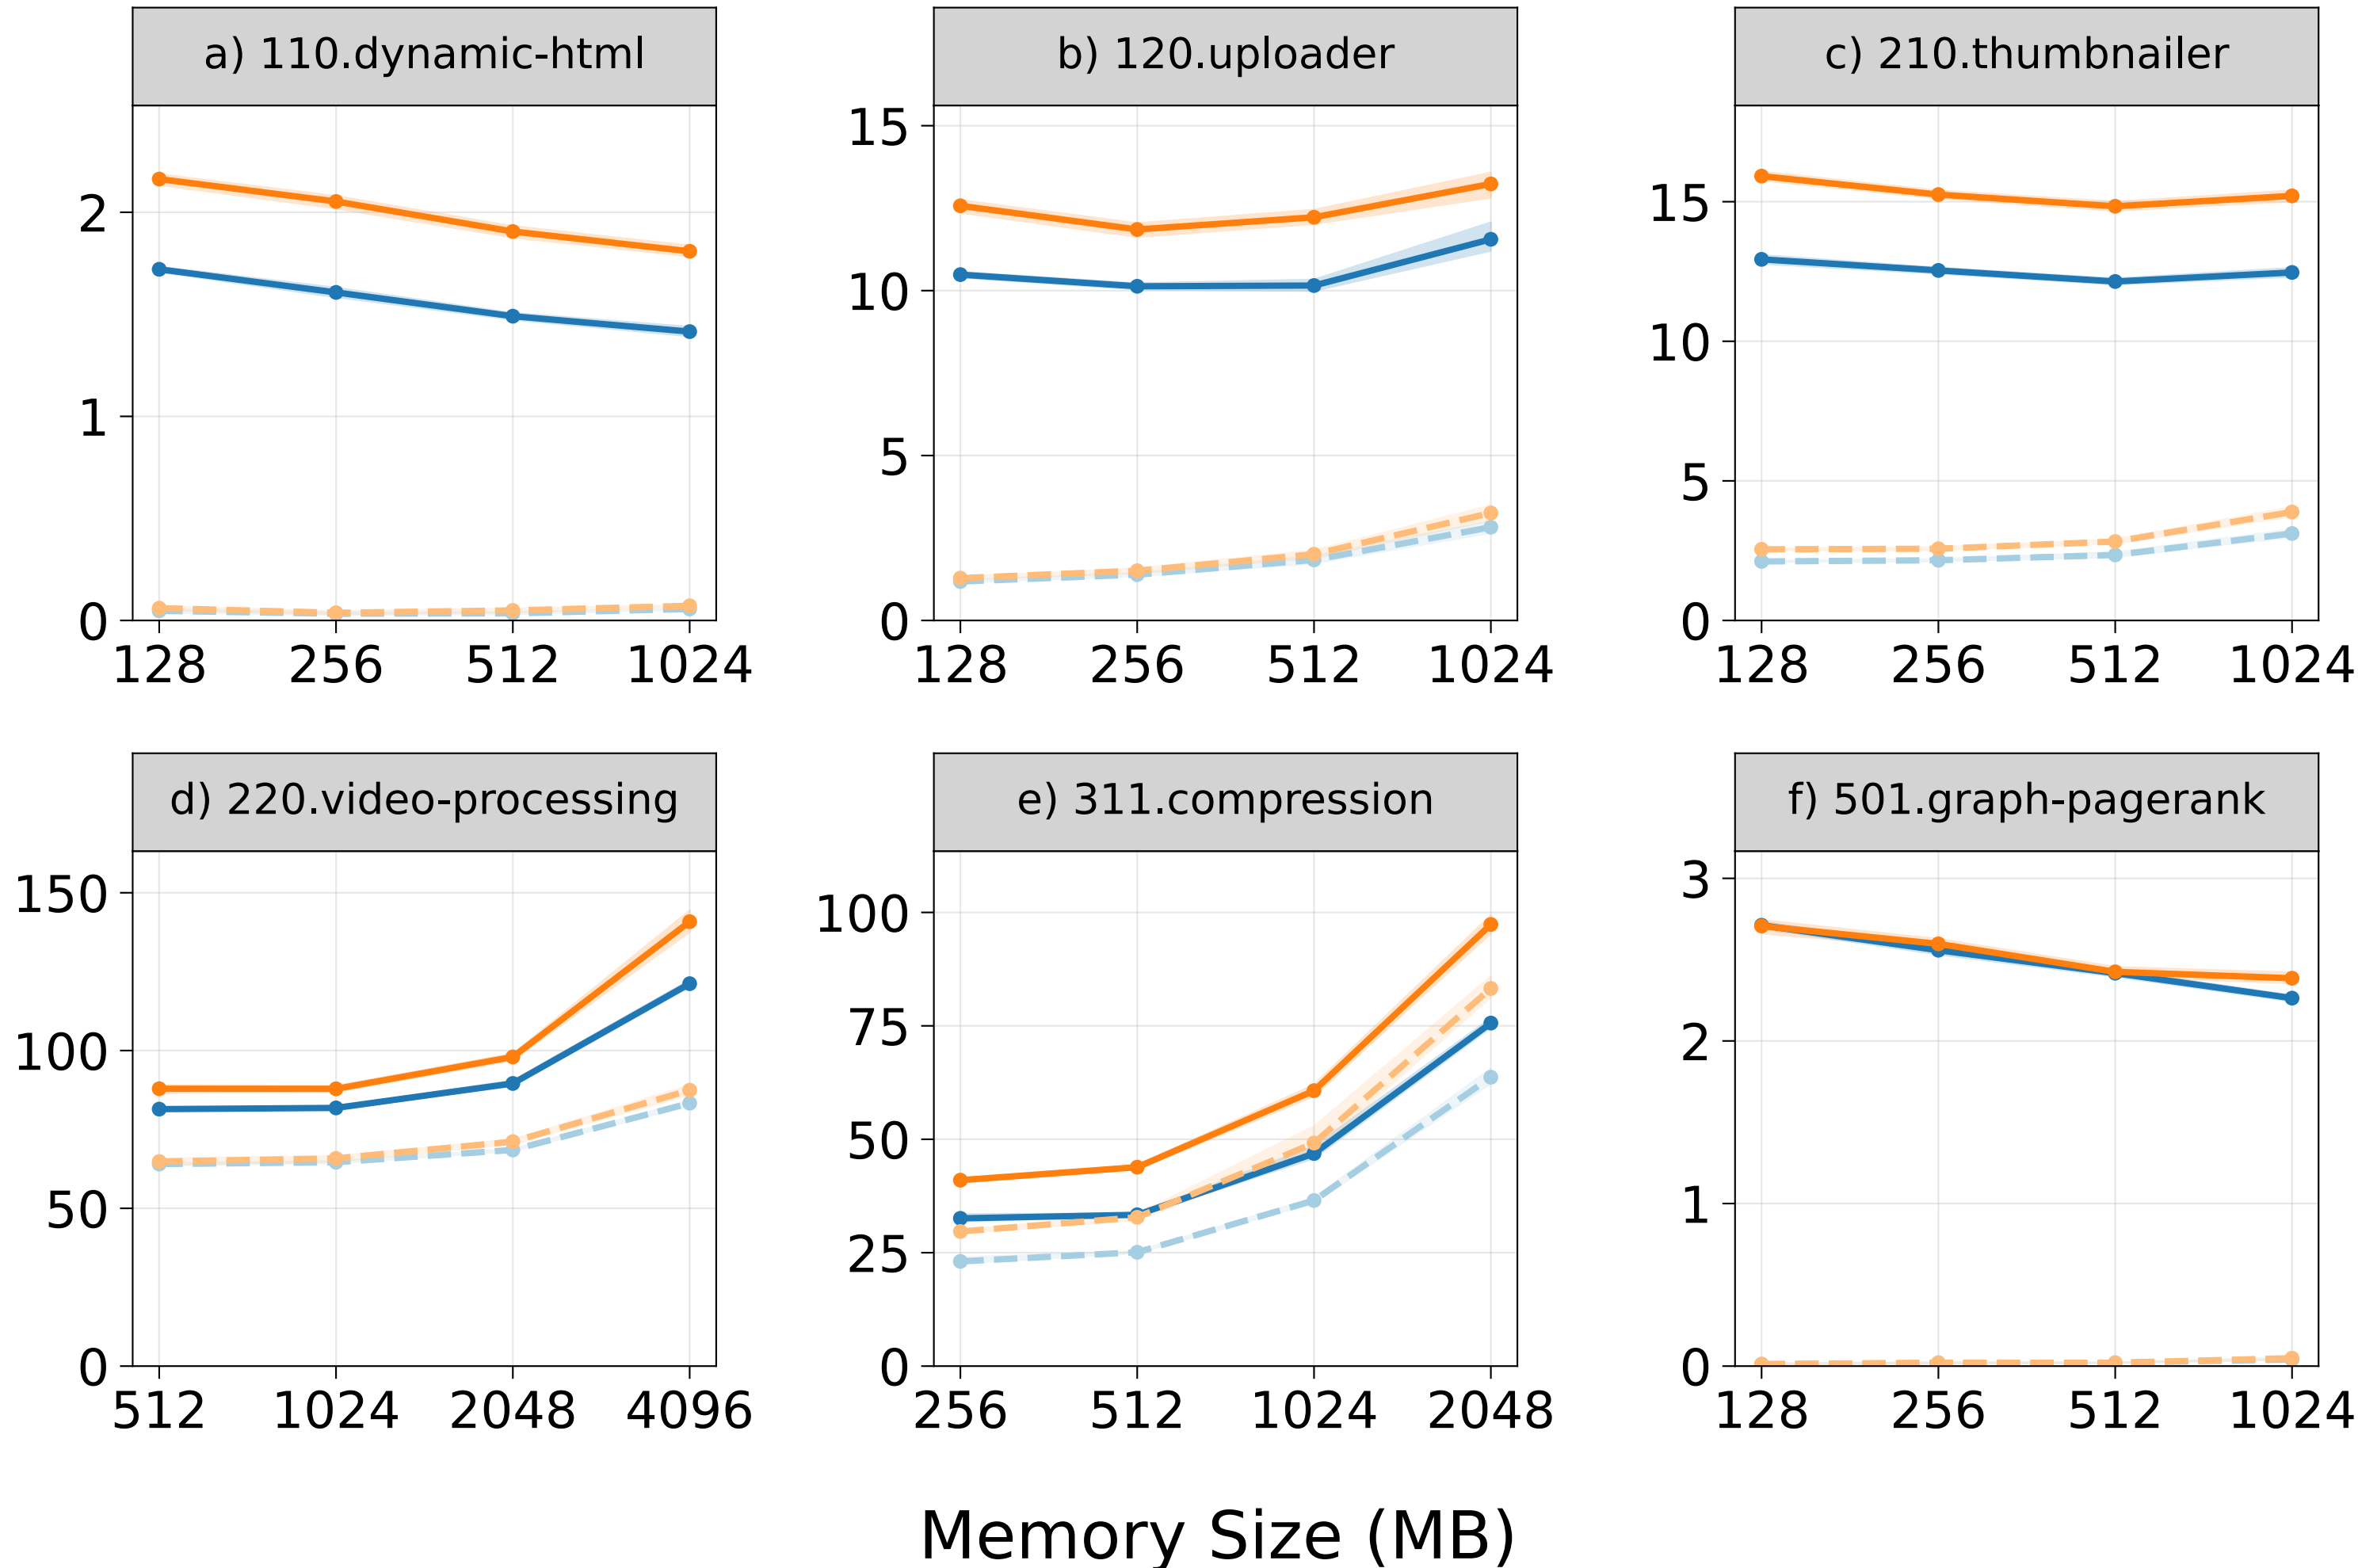 a) 110.dynamic-html
b) 120.uploader
c) 210.thumbnailer
2
1
0
128 256 512 1024
15
10
5
0
128 256 512 1024
15
10
5
0
128 256 512 1024
d) 220.video-processing
e) 311.compression
f) 501.graph-pagerank
150
100
50
0
512 1024 2048 4096
100
75
50
25
0
256 512 1024 2048
3
2
1
0
128 256 512 1024
Memory Size (MB)